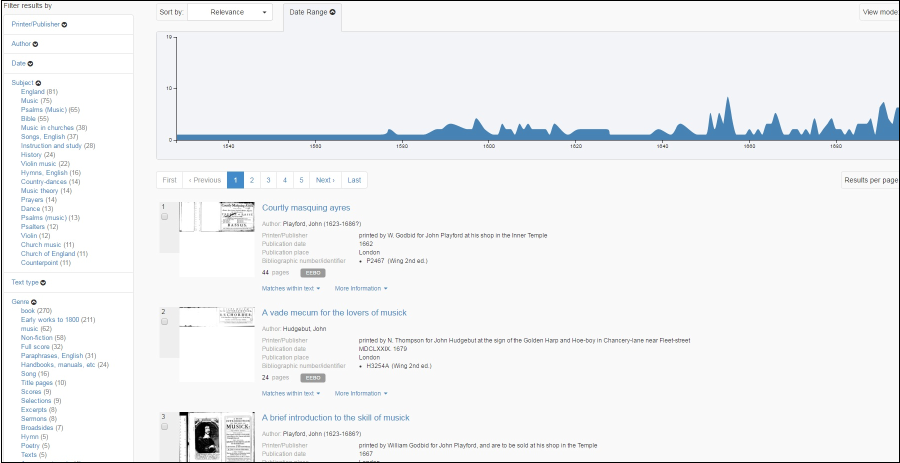 Filter results by
Printer/Publisher
Author
Date
Subject
England (81)
Music (75)
Psalms (Music) (65)
Bible (55)
Music in churches (38)
Songs, English (37)
Instruction and study (28)
History (24)
Violin music (22)
Hymns, English (16)
Country-dances (14)
Music theory (14)
Prayers (14)
Dance (13)
Psalms (music) (13)
Psalters (12)
Violin (12)
Church music (11)
Church of England (11)
Counterpoint (11)
Text type
Genre
book (270)
Early works to 1800 (211)
music (62)
Non-fiction (58)
Full score (32)
Paraphrases, English (31)
Handbooks, manuals, etc (24)
Song (16)
Title pages (10)
Scores (9)
Selections (9)
Excerpts (8)
Sermons (8)
Broadsides (7)
Hymn (5)
Poetry (5)
Texts (5)
Sort by: Relevance Date Range View mode
19
10
0
1540 1560 1580 1600 1620 1640 1660 1680
First ‹ Previous 1 2 3 4 5 Next › Last Results per page
1 Courtly masquing ayres
Author: Playford, John (1623-1686?)
Printer/Publisher printed by W. Godbid for John Playford at his shop in the Inner Temple
Publication date 1662
Publication place London
Bibliographic number/identifier • P2467 (Wing 2nd ed.)
44 pages EEBO
Matches within text More Information
2 A vade mecum for the lovers of musick
Author: Hudgebut, John
Printer/Publisher printed by N. Thompson for John Hudgebut at the sign of the Golden Harp and Hoe-boy in Chancery-lane near Fleet-street
Publication date MDCLXXIX. 1679
Publication place London
Bibliographic number/identifier • H3254A (Wing 2nd ed.)
24 pages EEBO
Matches within text More Information
3 A brief introduction to the skill of musick
Author: Playford, John (1623-1686?)
Printer/Publisher printed by William Godbid for John Playford, and are to be sold at his shop in the Temple
Publication date 1667
Publication place London